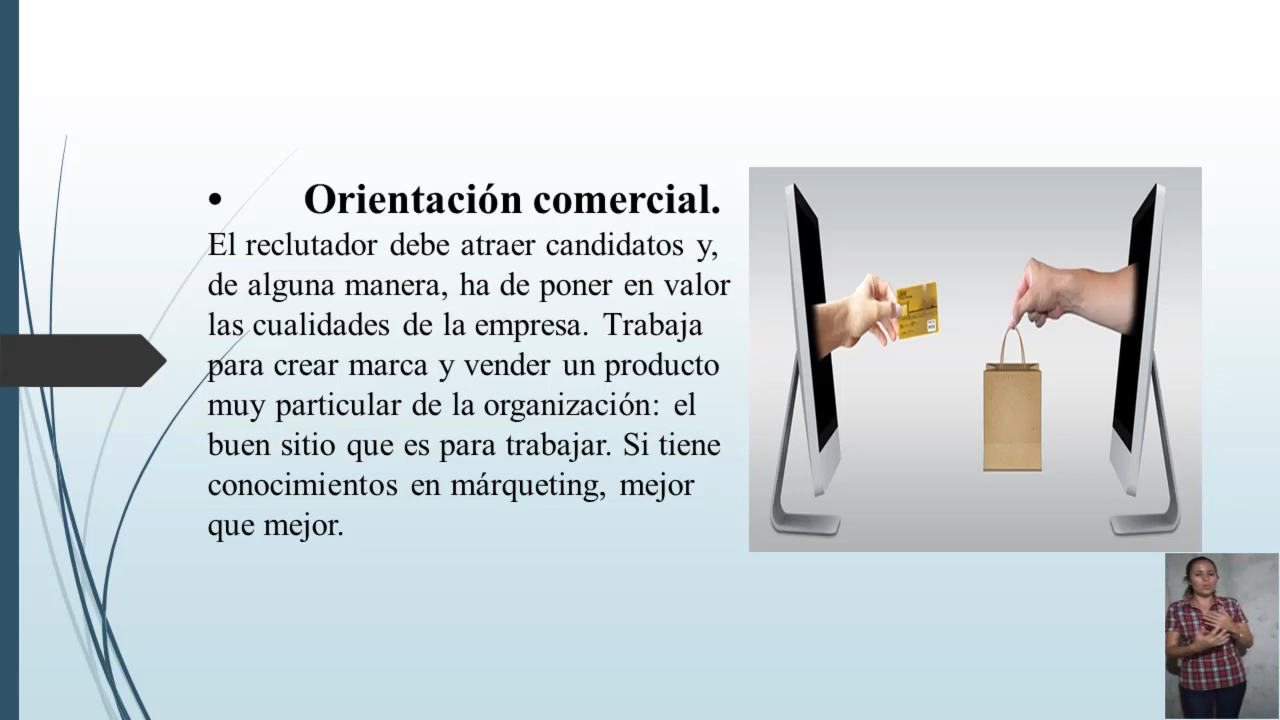 • Orientación comercial.
El reclutador debe atraer candidatos y,
de alguna manera, ha de poner en valor
las cualidades de la empresa. Trabaja
para crear marca y vender un producto
muy particular de la organización: el
buen sitio que es para trabajar. Si tiene
conocimientos en márqueting, mejor
que mejor.